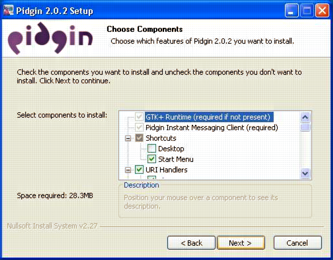 Pidgin 2.0.2 Setup
pidgin
Choose Components
Choose which features of Pidgin 2.0.2 you want to install.
Check the components you want to install and uncheck the components you don't want to
install. Click Next to continue.
Select components to install:
GTK+ Runtime (required if not present)
Pidgin Instant Messaging Client (required)
Shortcuts
Desktop
Start Menu
URI Handlers
Space required: 28.3MB
Description
Position your mouse over a component to see its
description.
Nullsoft Install System v2.27
< Back
Next >
Cancel